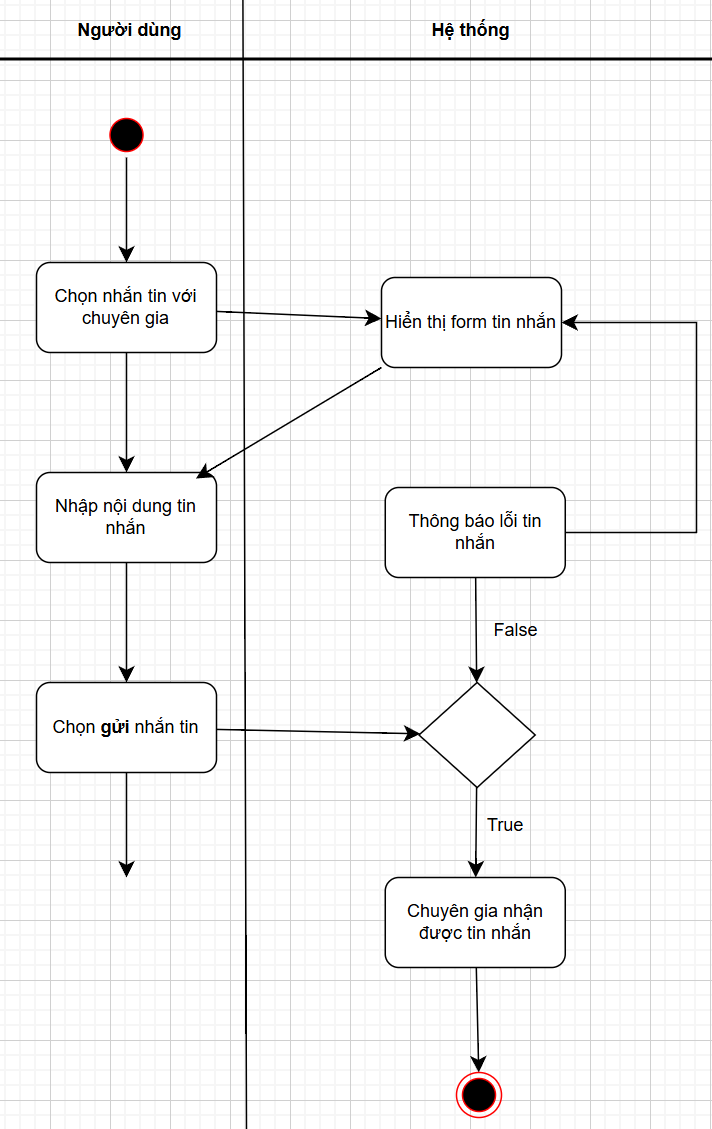 Người dùng
Hệ thống
Chọn nhắn tin với
chuyên gia
Hiển thị form tin nhắn
Nhập nội dung tin
nhắn
Thông báo lỗi tin
nhắn
False
Chọn gửi nhắn tin
True
Chuyên gia nhận
được tin nhắn